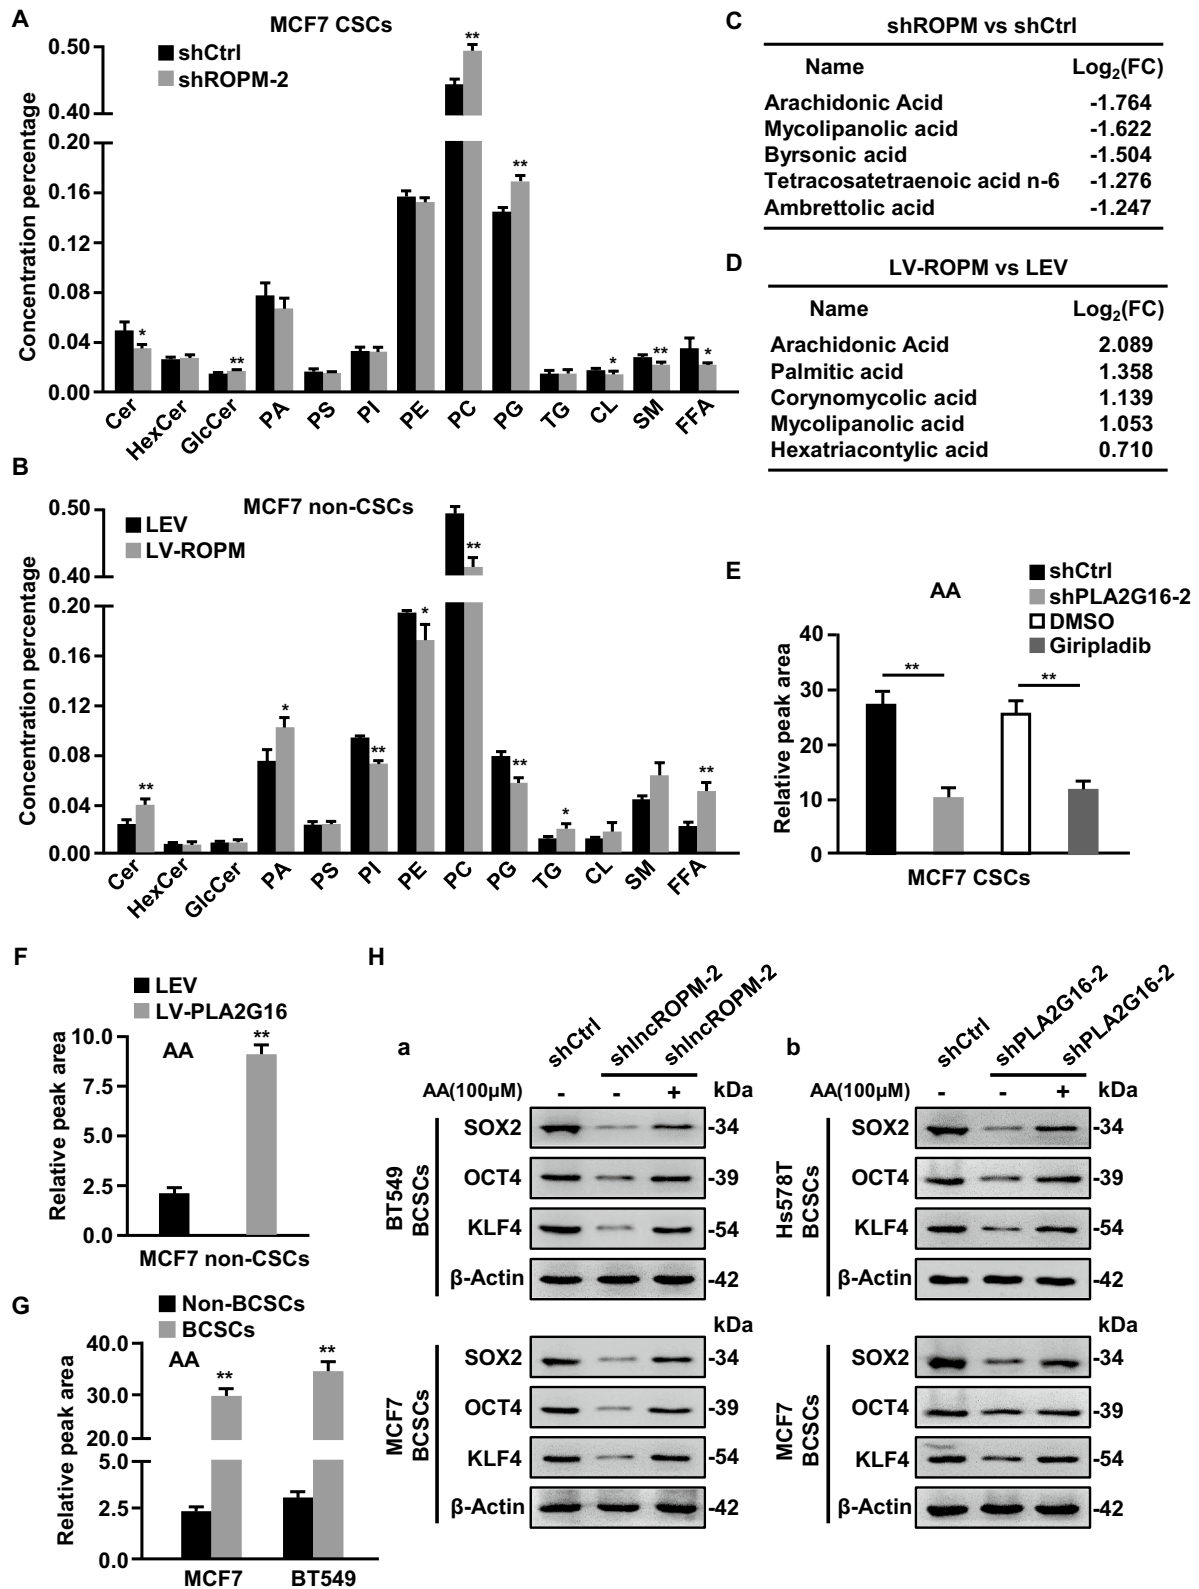 A
MCF7 CSCs
shCtrl
shROPM-2
Concentration percentage
0.50
0.40
0.20
0.16
0.12
0.08
0.04
0.00
**
**
*
**
*
**
*
Cer
HexCer
GlcCer
PA
PS
PI
PE
PC
PG
TG
CL
SM
FFA
B
MCF7 non-CSCs
LEV
LV-ROPM
Concentration percentage
0.50
0.40
0.20
0.16
0.12
0.08
0.04
0.00
**
*
*
**
**
**
*
**
Cer
HexCer
GlcCer
PA
PS
PI
PE
PC
PG
TG
CL
SM
FFA
C
shROPM vs shCtrl
Name Log2(FC)
Arachidonic Acid -1.764
Mycolipanolic acid -1.622
Byrsonic acid -1.504
Tetracosatetraenoic acid n-6 -1.276
Ambrettolic acid -1.247
D
LV-ROPM vs LEV
Name Log2(FC)
Arachidonic Acid 2.089
Palmitic acid 1.358
Corynomycolic acid 1.139
Mycolipanolic acid 1.053
Hexatriacontylic acid 0.710
E
AA
shCtrl
shPLA2G16-2
DMSO
Giripladib
Relative peak area
40
30
20
10
0
**
**
MCF7 CSCs
F
LEV
LV-PLA2G16
Relative peak area
10.0
7.5
5.0
2.5
0.0
AA
**
MCF7 non-CSCs
G
Non-BCSCs
BCSCs
Relative peak area
40.0
30.0
20.0
5.0
2.5
0.0
AA
**
**
MCF7
BT549
H
a
shCtrl
shlncROPM-2
shlncROPM-2
AA(100μM) - - + kDa
BT549
BCSCs
SOX2 -34
OCT4 -39
KLF4 -54
β-Actin -42
kDa
MCF7
BCSCs
SOX2 -34
OCT4 -39
KLF4 -54
β-Actin -42
b
shCtrl
shPLA2G16-2
shPLA2G16-2
AA(100μM) - - + kDa
Hs578T
BCSCs
SOX2 -34
OCT4 -39
KLF4 -54
β-Actin -42
kDa
MCF7
BCSCs
SOX2 -34
OCT4 -39
KLF4 -54
β-Actin -42